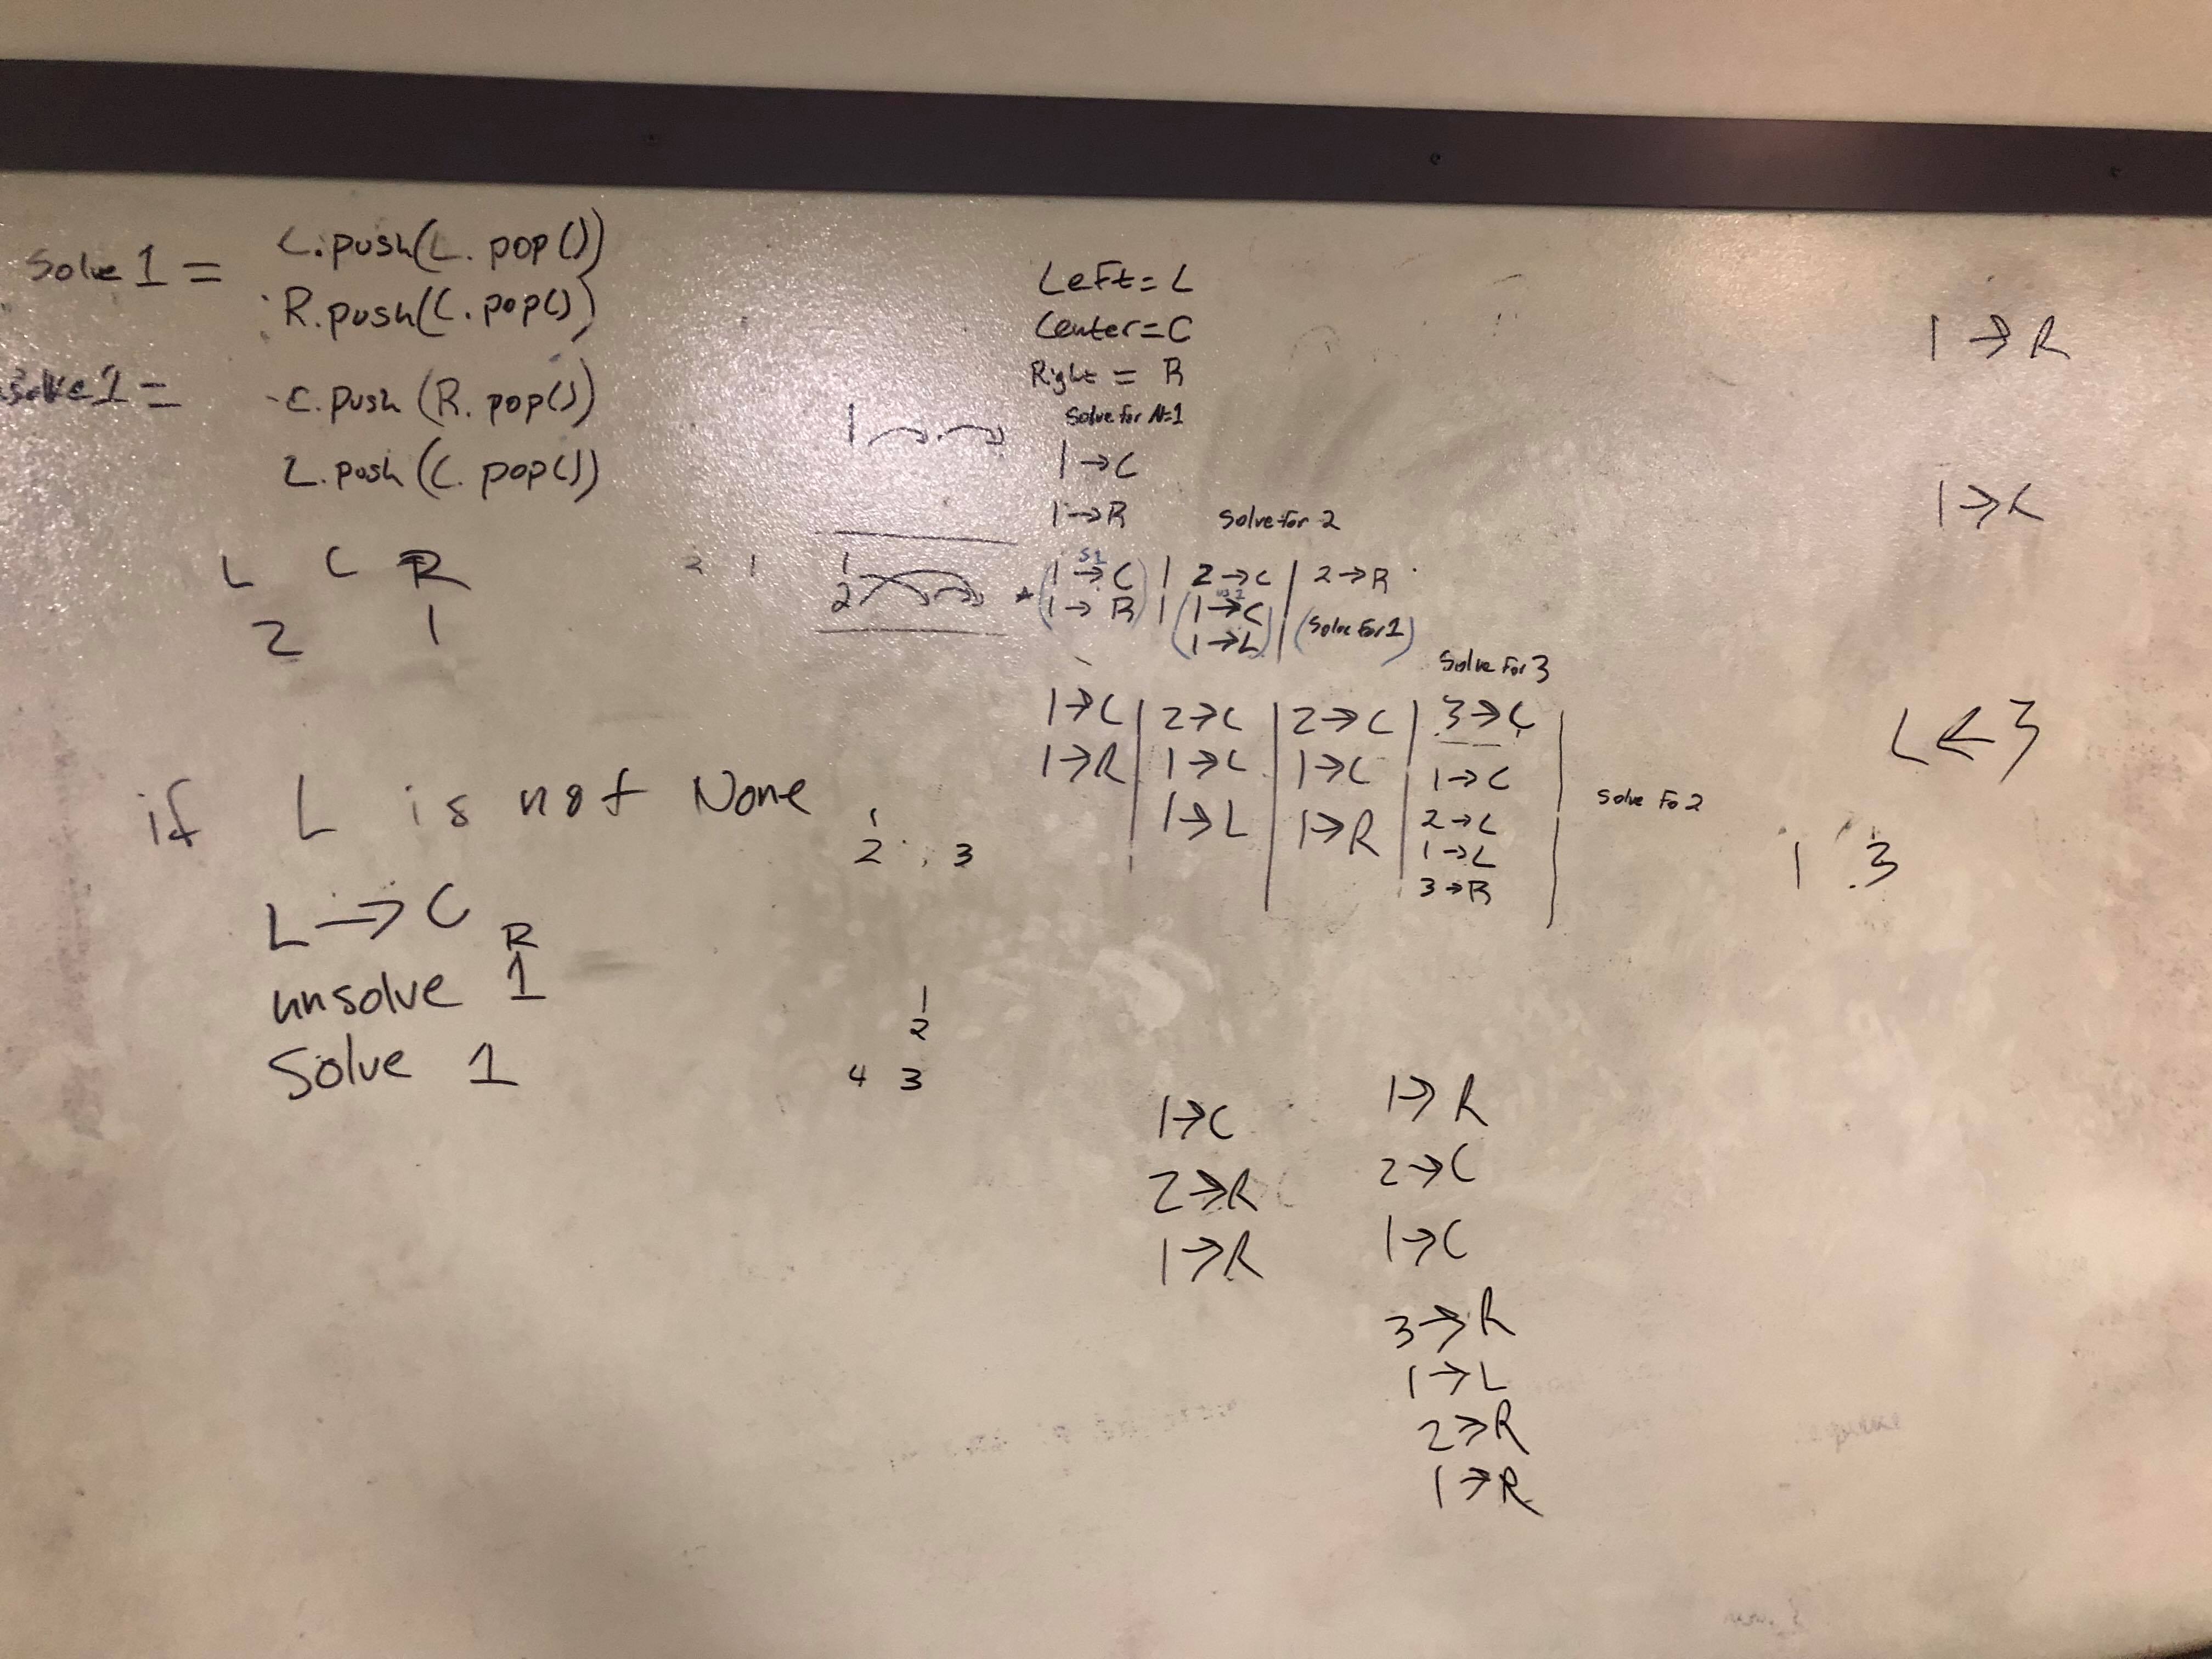 Solve 1 =
C.push(L.pop())
R.push(C.pop())
solve 1 =
C.push(R.pop())
L.push(C.pop())
L C R
2 1
if L is not None
L → C
R
unsolve 1
Solve 1
Left = L
Center = C
Right = R
Solve for N=1
1
1 → C
1 → R
Solve for 2
2 1
1
2
S1
1 → C | 2 → C | 2 → R
1 → R | (1 → C | (Solve for 1)
1 → L)
Solve for 3
1 → C | 2 → C | 2 → C | 3 → C
1 → R | 1 → C | 1 → C | 1 → C
1 → L | 1 → R | 2 → C
1 → L
3 → R
Solve Fo 2
1
2 3
1
2
4 3
1 → C
2 → R
1 → R
1 → R
2 → C
1 → C
3 → R
1 → L
2 → R
1 → R
1 → R
1 → C
L ← 3
1 3